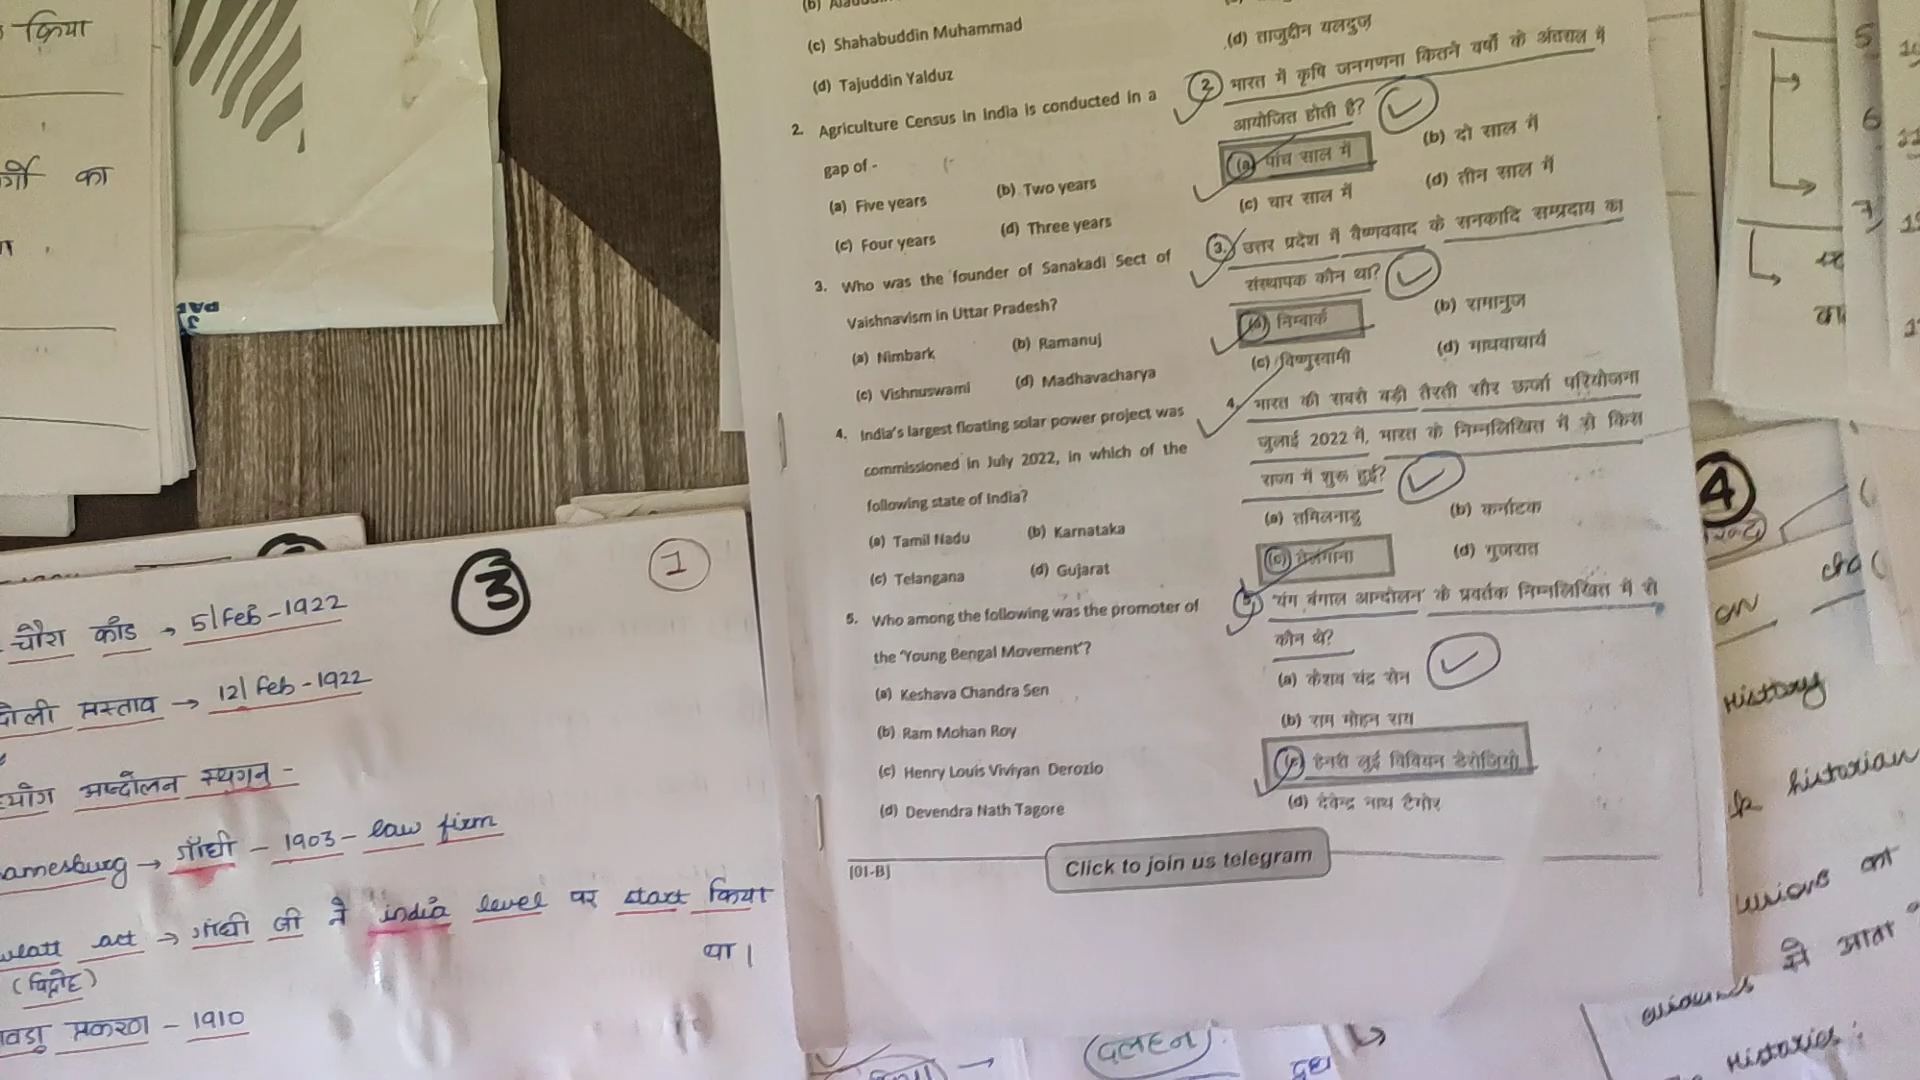 क्रिया
का
(c) Shahabuddin Muhammad
(d) Tajuddin Yalduz
2. Agriculture Census in India is conducted in a
gap of -
(a) Five years (b) Two years
(c) Four years (d) Three years
3. Who was the founder of Sanakadi Sect of
Vaishnavism in Uttar Pradesh?
(a) Nimbark (b) Ramanuj
(c) Vishnuswami (d) Madhavacharya
4. India's largest floating solar power project was
commissioned in July 2022, in which of the
following state of India?
(a) Tamil Nadu (b) Karnataka
(c) Telangana (d) Gujarat
5. Who among the following was the promoter of
the 'Young Bengal Movement'?
(a) Keshava Chandra Sen
(b) Ram Mohan Roy
(c) Henry Louis Viviyan Derozio
(d) Devendra Nath Tagore
[01-B]
Click to join us telegram
(d) ताजुद्दीन यलदुज़
2. भारत में कृषि जनगणना कितने वर्षों के अंतराल में
आयोजित होती है?
(a) पांच साल में (b) दो साल में
(c) चार साल में (d) तीन साल में
3. उत्तर प्रदेश में वैष्णववाद के सनकादि सम्प्रदाय का
संस्थापक कौन था?
(a) निम्बार्क (b) रामानुज
(c) विष्णुस्वामी (d) माधवाचार्य
4. भारत की सबसे बड़ी तैरती सौर ऊर्जा परियोजना
जुलाई 2022 में, भारत के निम्नलिखित में से किस
राज्य में शुरू हुई?
(a) तमिलनाडु (b) कर्नाटक
(c) तेलंगाना (d) गुजरात
5. 'यंग बंगाल आन्दोलन' के प्रवर्तक निम्नलिखित में से
कौन थे?
(a) केशव चंद्र सेन
(b) राम मोहन राय
(c) हेनरी लुई विवियन डेरोजियो
(d) देवेन्द्र नाथ टैगोर
3 1
चौरा कांड → 5/Feb-1922
प्रस्ताव → 12/Feb-1922
आन्दोलन स्थगन -
→ गाँधी - 1903 - law firm
act → गांधी जी ने india level पर start किया
था।
(विद्रोह)
प्रकरण - 1910
(दलहन)
4
History
historian
का
से आता
5
6
7